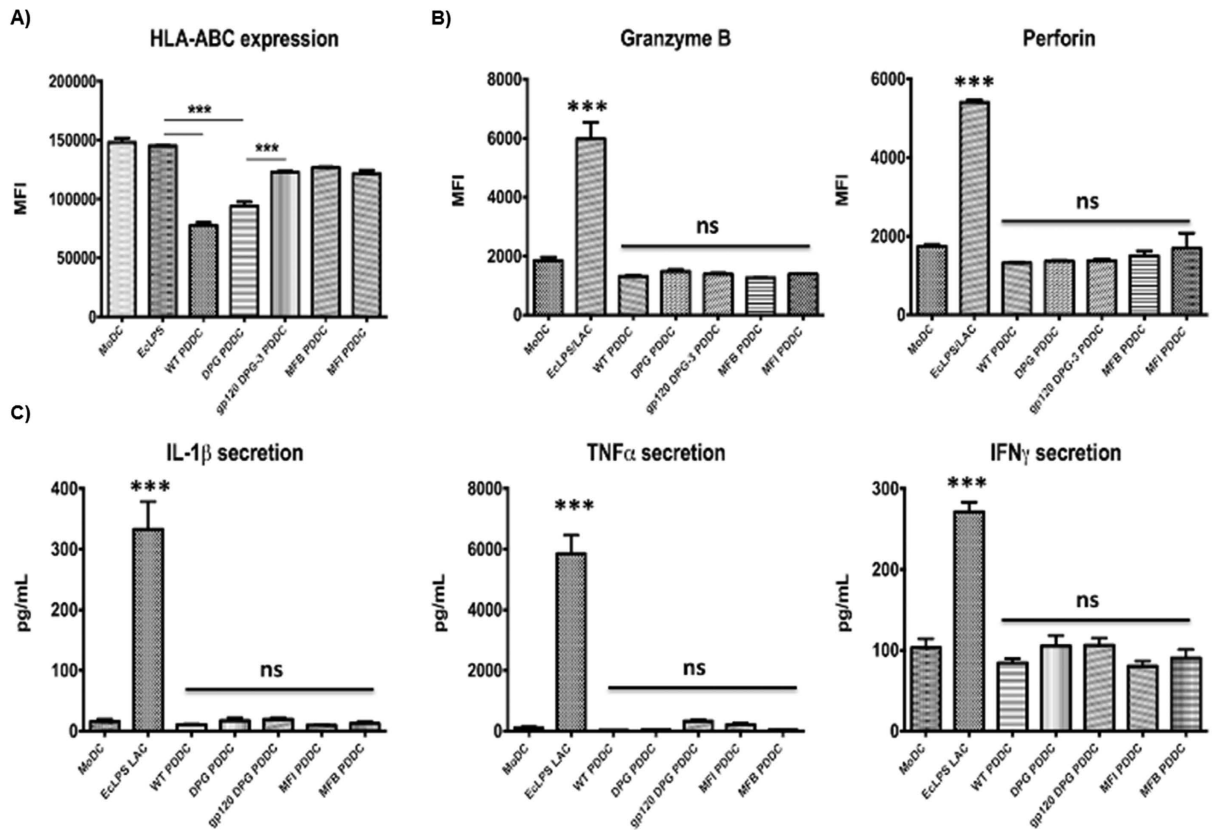 A)
HLA-ABC expression
MFI
200000
150000
100000
50000
0
***
***
MoDC
EcLPS
WT PDDC
DPG PDDC
gp120 DPG-3 PDDC
MFB PDDC
MFI PDDC
B)
Granzyme B
MFI
8000
6000
4000
2000
0
***
ns
MoDC
EcLPS/LAC
WT PDDC
DPG PDDC
gp120 DPG-3 PDDC
MFB PDDC
MFI PDDC
Perforin
MFI
6000
4000
2000
0
***
ns
MoDC
EcLPS/LAC
WT PDDC
DPG PDDC
gp120 DPG-3 PDDC
MFB PDDC
MFI PDDC
C)
IL-1β secretion
pg/mL
400
300
200
100
0
***
ns
MoDC
EcLPS LAC
WT PDDC
DPG PDDC
gp120 DPG PDDC
MFI PDDC
MFB PDDC
TNFα secretion
pg/mL
8000
6000
4000
2000
0
***
ns
MoDC
EcLPS LAC
WT PDDC
DPG PDDC
gp120 DPG PDDC
MFI PDDC
MFB PDDC
IFNγ secretion
pg/mL
300
200
100
0
***
ns
MoDC
EcLPS LAC
WT PDDC
DPG PDDC
gp120 DPG PDDC
MFI PDDC
MFB PDDC